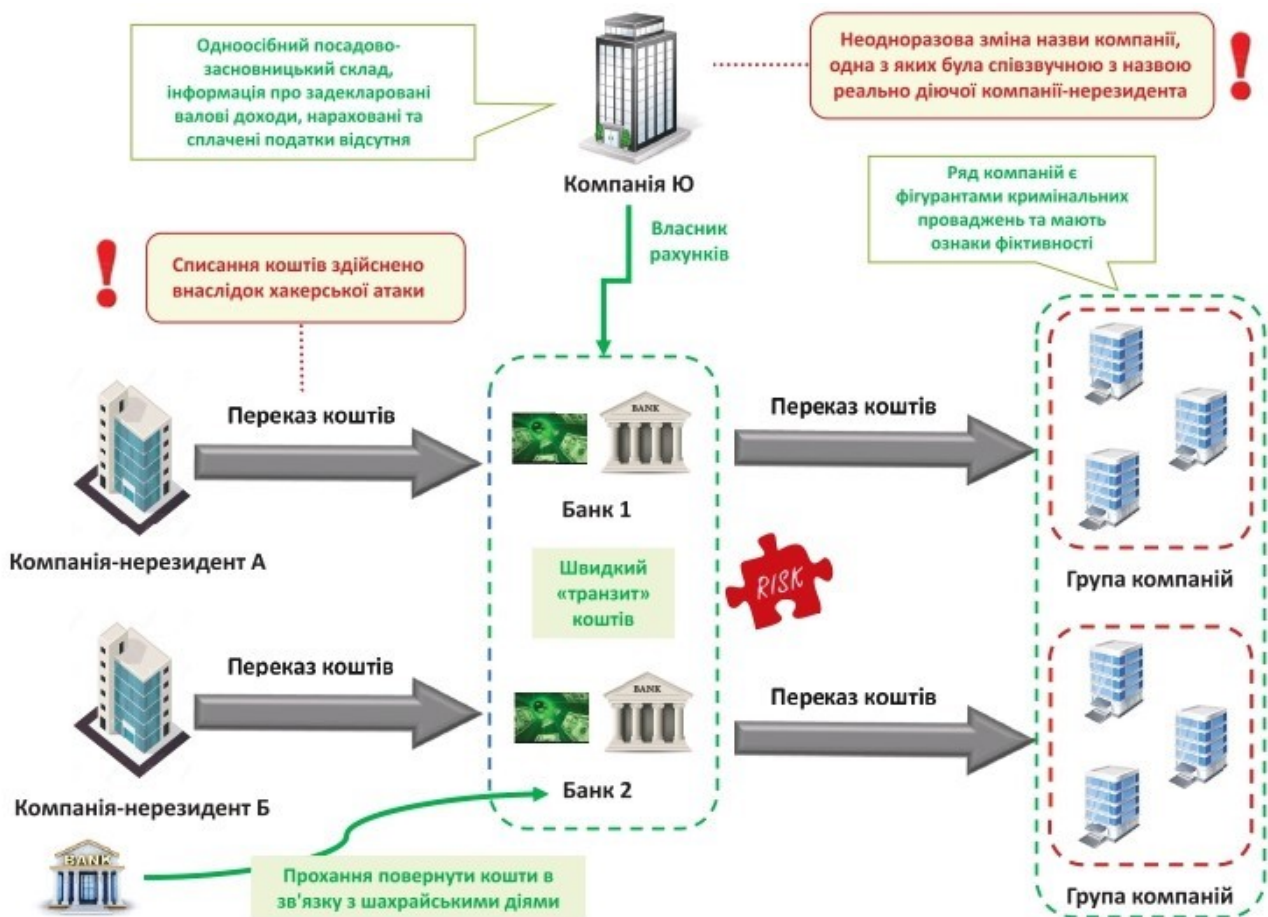 Одноосібний посадово-
засновницький склад,
інформація про задекларовані
валові доходи, нараховані та
сплачені податки відсутня
Компанія Ю
Неодноразова зміна назви компанії,
одна з яких була співзвучною з назвою
реально діючої компанії-нерезидента
Ряд компаній є
фігурантами кримінальних
проваджень та мають
ознаки фіктивності
Власник
рахунків
Списання коштів здійснено
внаслідок хакерської атаки
Переказ коштів
BANK
Переказ коштів
Банк 1
Компанія-нерезидент А
Швидкий
«транзит»
коштів
RISK
Група компаній
Переказ коштів
BANK
Переказ коштів
Банк 2
Компанія-нерезидент Б
BANK
Прохання повернути кошти в
зв'язку з шахрайськими діями
Група компаній